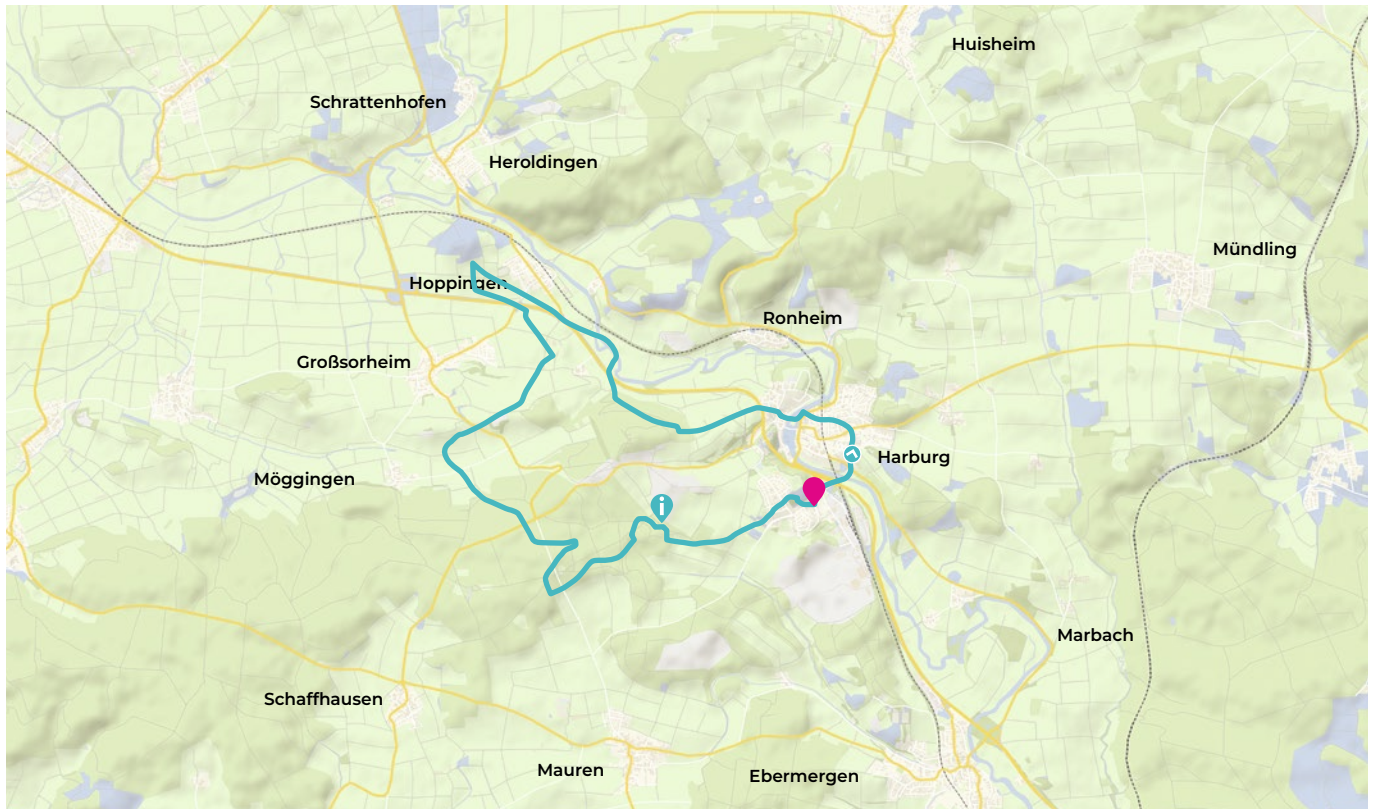 Huisheim
Schrattenhofen
Heroldingen
Mündling
Hoppingen
Ronheim
Großsorheim
Harburg
Möggingen
Marbach
Schaffhausen
Mauren
Ebermergen